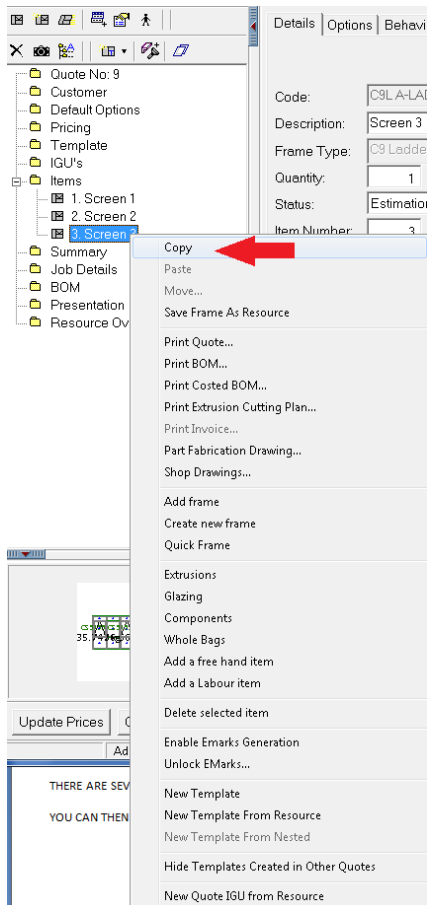 Details Options Behavi
Quote No: 9
Customer
Default Options
Pricing
Template
IGU's
Items
1. Screen 1
2. Screen 2
3. Screen 3
Summary
Job Details
BOM
Presentation
Resource Ov
Code: C9L A-LAD
Description: Screen 3
Frame Type: C9 Ladde
Quantity: 1
Status: Estimation
Item Number: 3
Copy
Paste
Move...
Save Frame As Resource
Print Quote...
Print BOM...
Print Costed BOM...
Print Extrusion Cutting Plan...
Print Invoice...
Part Fabrication Drawing...
Shop Drawings...
Add frame
Create new frame
Quick Frame
Extrusions
Glazing
Components
Whole Bags
Add a free hand item
Add a Labour item
Delete selected item
Enable Emarks Generation
Unlock EMarks...
New Template
New Template From Resource
New Template From Nested
Hide Templates Created in Other Quotes
New Quote IGU from Resource
Update Prices
Ad
THERE ARE SEV
YOU CAN THEN